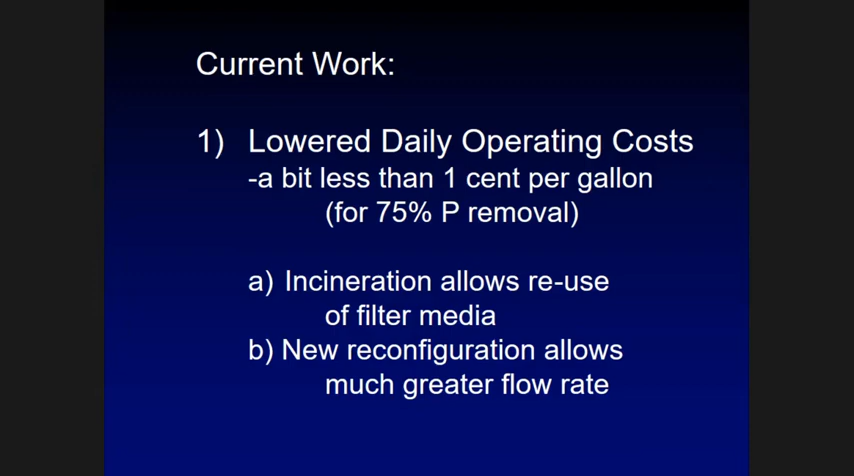 Current Work:
1) Lowered Daily Operating Costs
-a bit less than 1 cent per gallon
(for 75% P removal)
a) Incineration allows re-use
of filter media
b) New reconfiguration allows
much greater flow rate